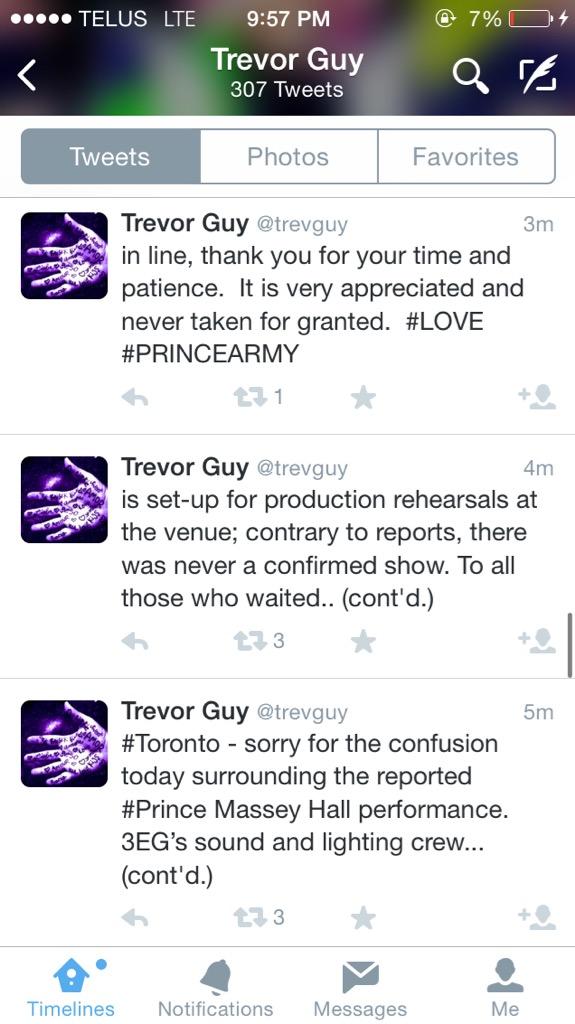 TELUS LTE 9:57 PM 7%
Trevor Guy
307 Tweets
Tweets Photos Favorites
Trevor Guy @trevguy 3m
in line, thank you for your time and
patience. It is very appreciated and
never taken for granted. #LOVE
#PRINCEARMY
1
Trevor Guy @trevguy 4m
is set-up for production rehearsals at
the venue; contrary to reports, there
was never a confirmed show. To all
those who waited.. (cont'd.)
3
Trevor Guy @trevguy 5m
#Toronto - sorry for the confusion
today surrounding the reported
#Prince Massey Hall performance.
3EG’s sound and lighting crew...
(cont'd.)
3
Timelines Notifications Messages Me